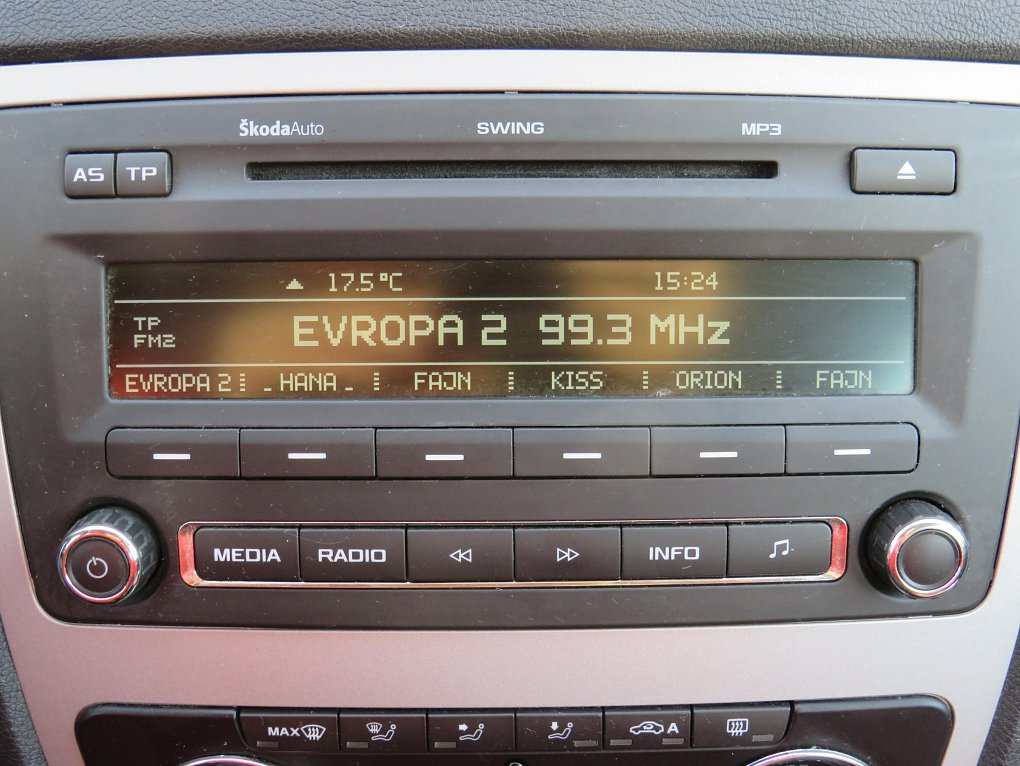 ŠkodaAuto SWING MP3
AS TP
17.5°C 15:24
TP
FM2
EVROPA 2 99.3 MHz
EVROPA 2 _HANA_ FAJN KISS ORION FAJN
MEDIA RADIO INFO
MAX A